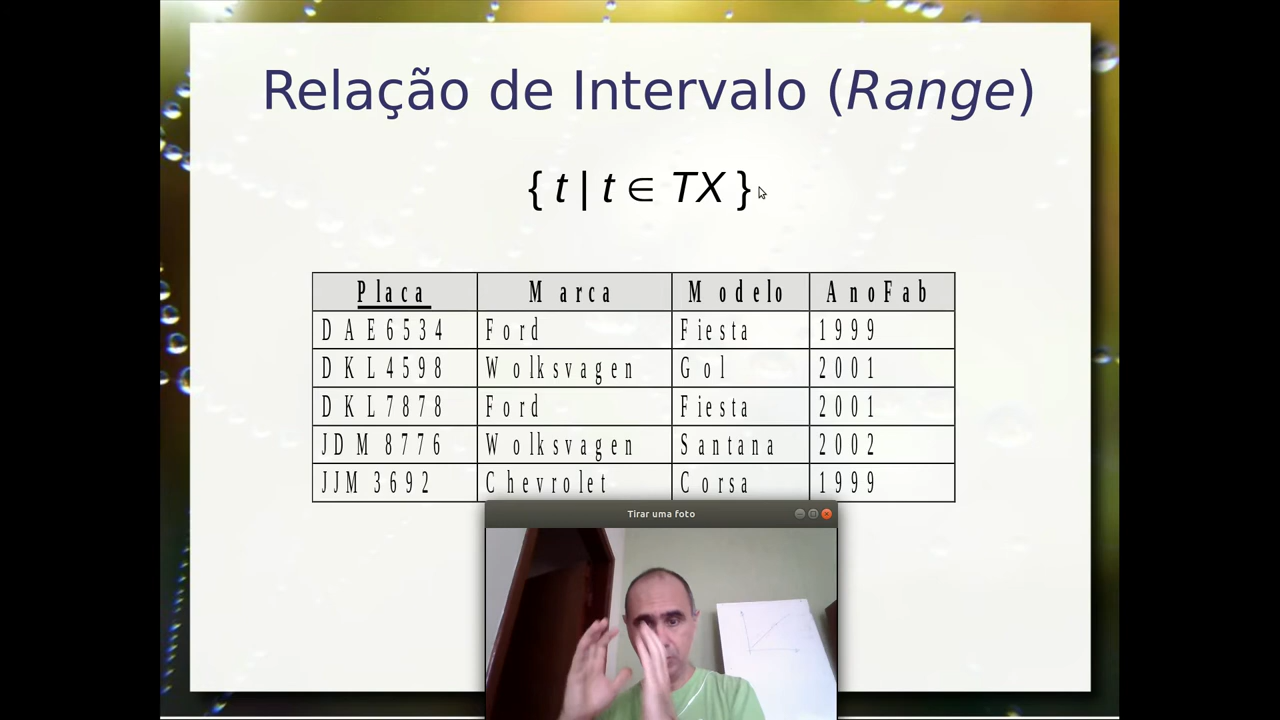 Relação de Intervalo (Range)
{ t | t ∈ TX }
Placa Marca Modelo AnoFab
DAE6534 Ford Fiesta 1999
DKL4598 Wolksvagen Gol 2001
DKL7878 Ford Fiesta 2001
JDM8776 Wolksvagen Santana 2002
JJM3692 Chevrolet Corsa 1999
Tirar uma foto